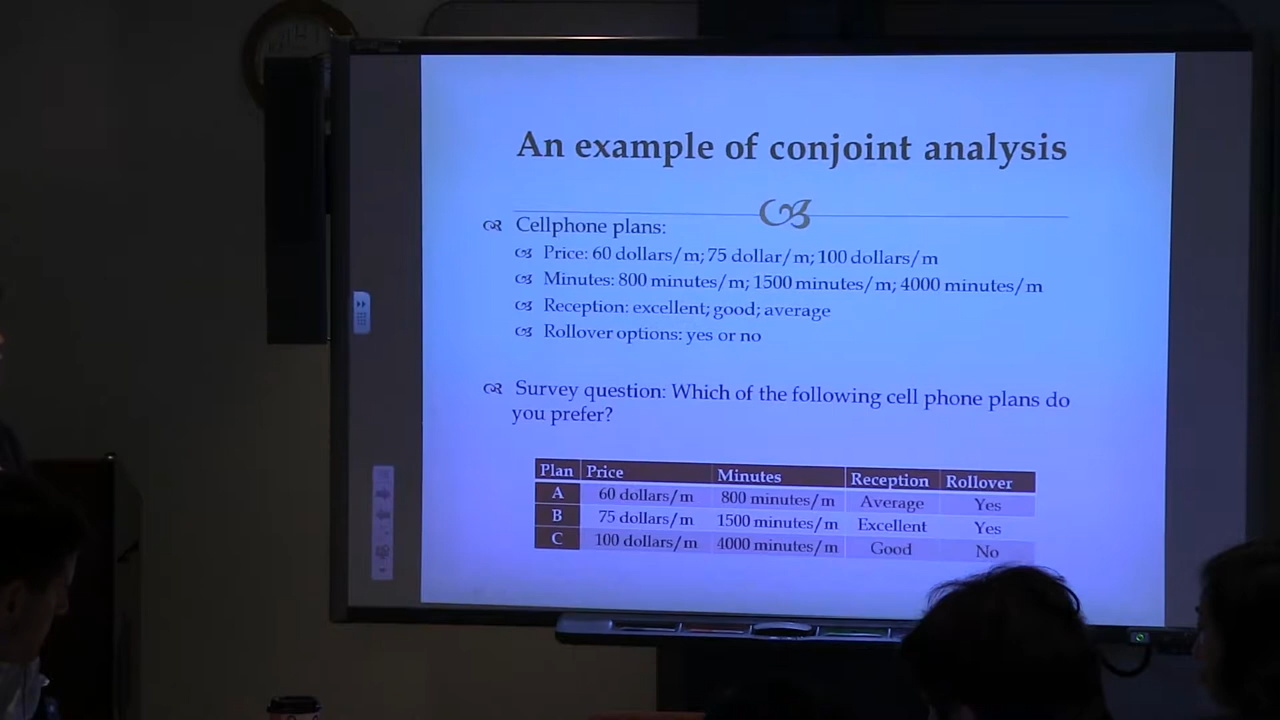 An example of conjoint analysis
Cellphone plans:
Price: 60 dollars/m; 75 dollar/m; 100 dollars/m
Minutes: 800 minutes/m; 1500 minutes/m; 4000 minutes/m
Reception: excellent; good; average
Rollover options: yes or no
Survey question: Which of the following cell phone plans do
you prefer?
Plan Price Minutes Reception Rollover
A 60 dollars/m 800 minutes/m Average Yes
B 75 dollars/m 1500 minutes/m Excellent Yes
C 100 dollars/m 4000 minutes/m Good No